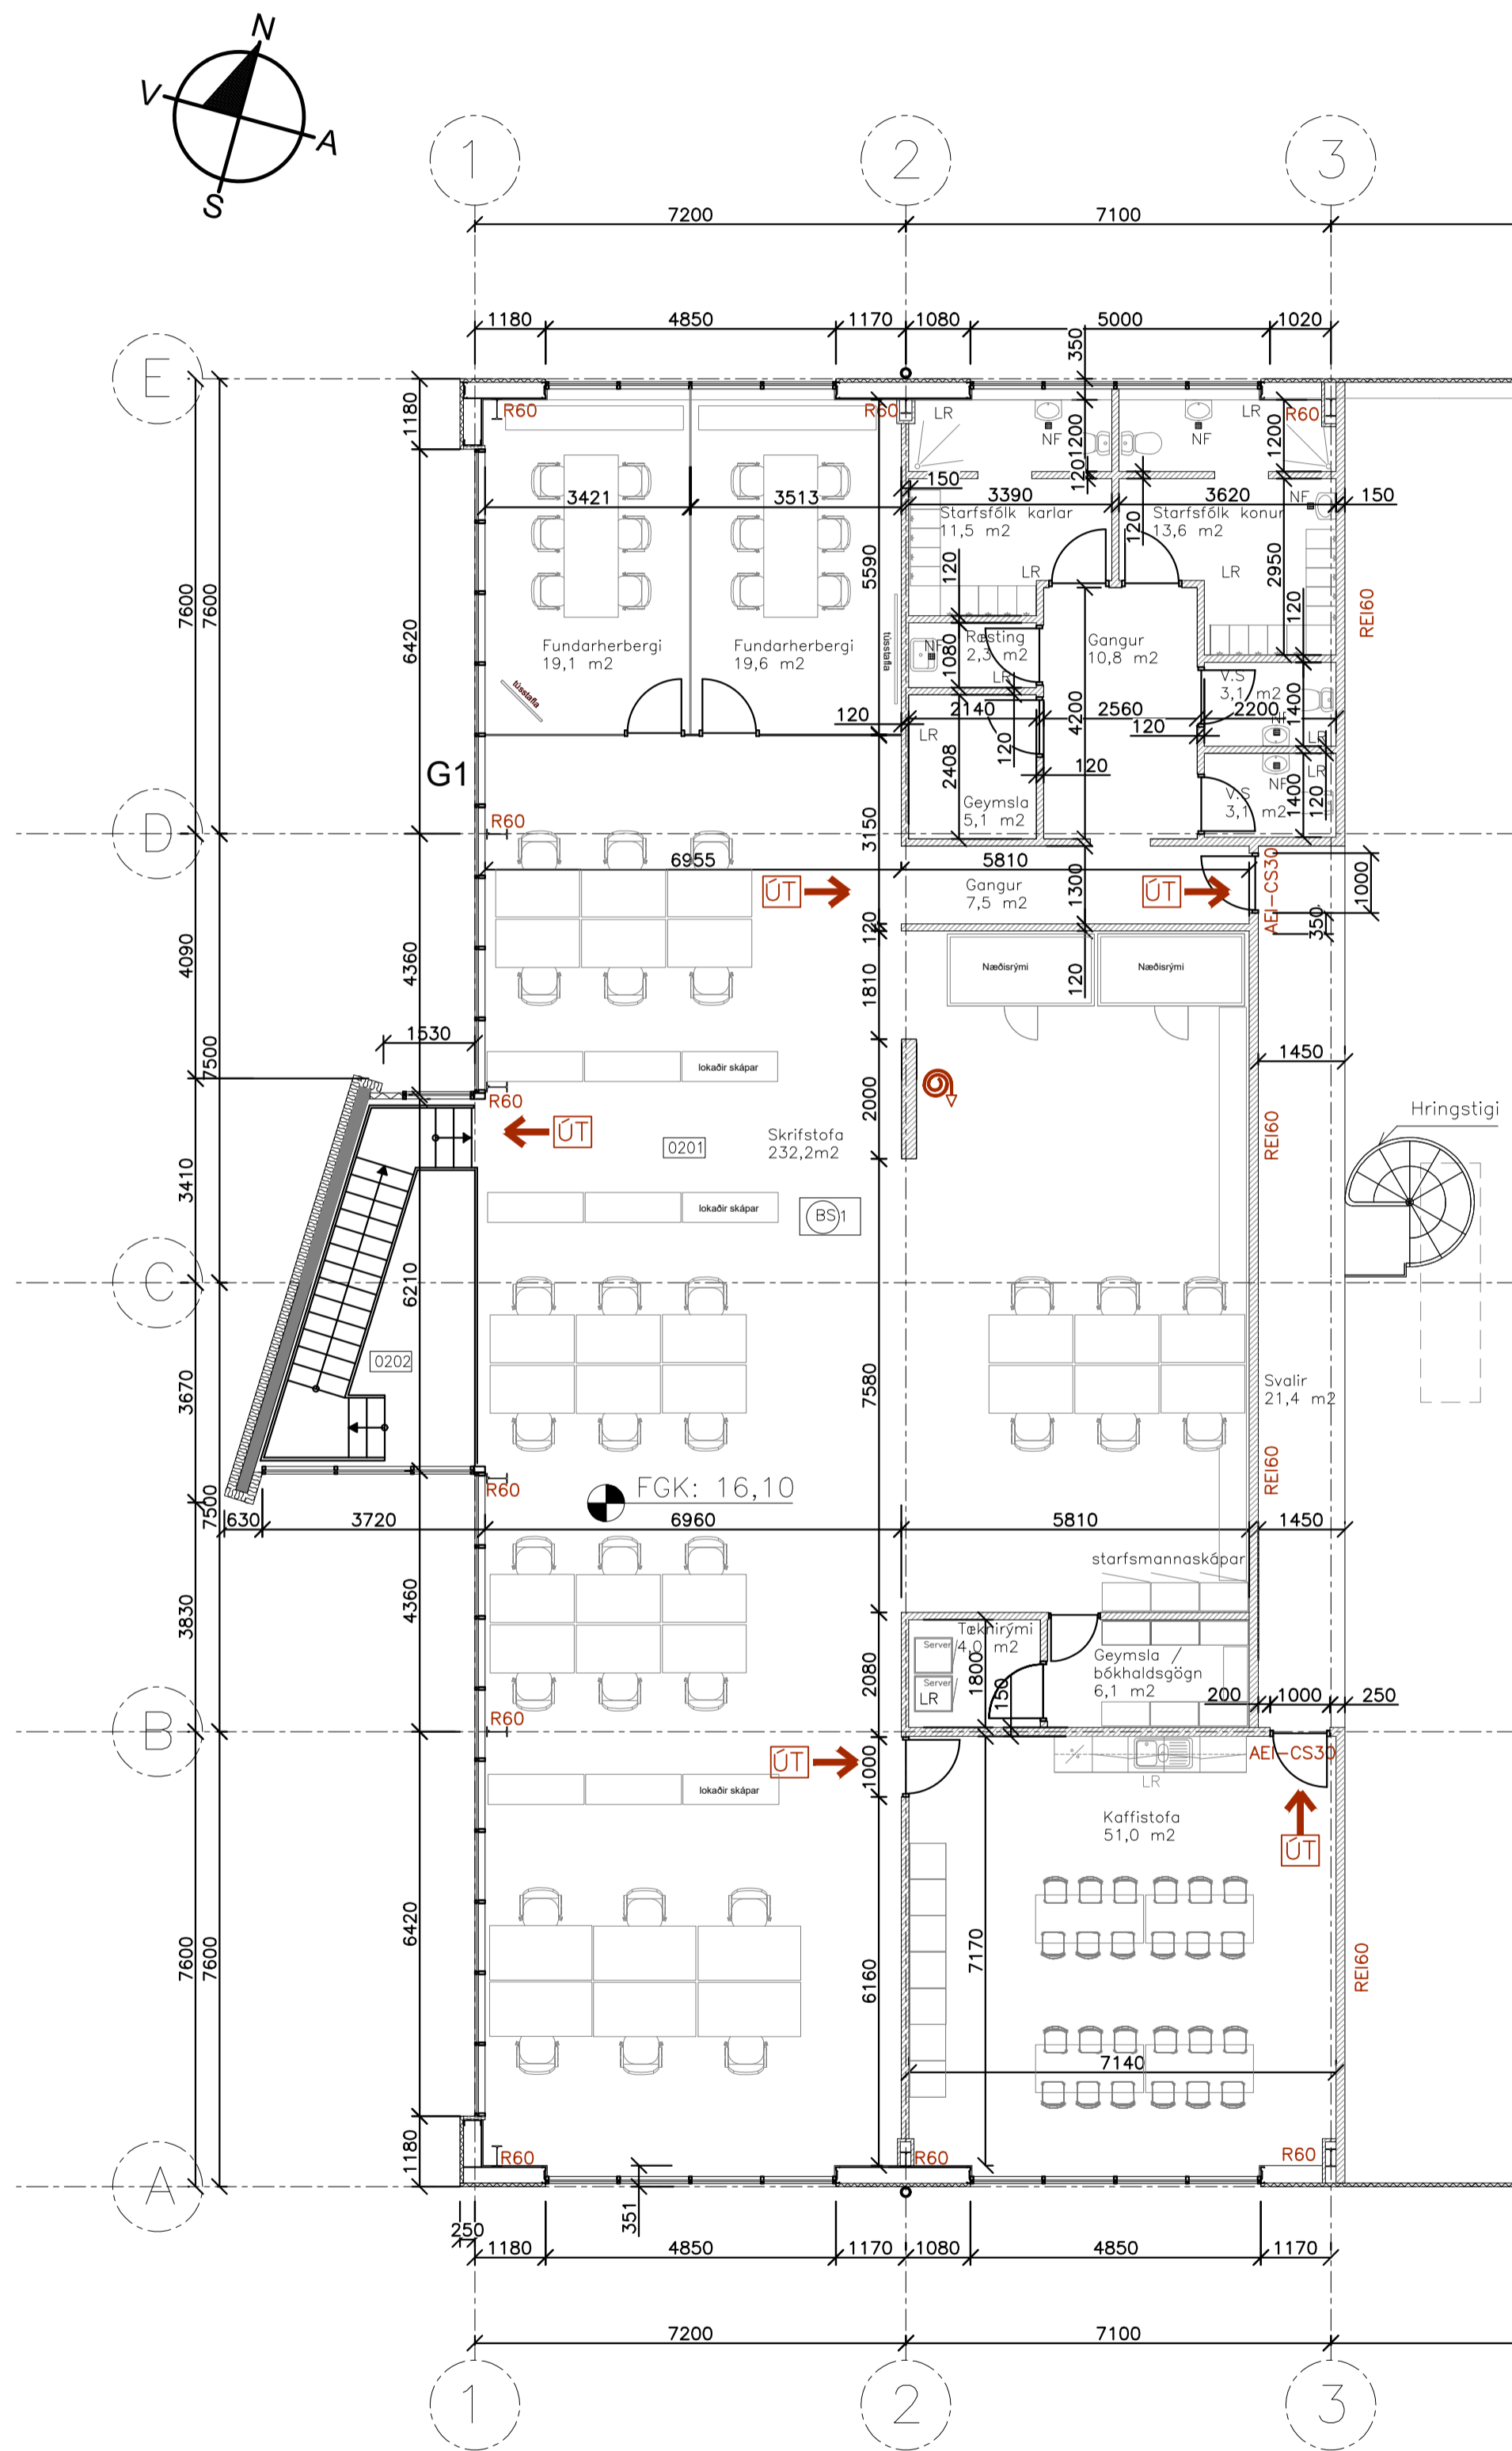 N
V
A
S
1
2
3
7200
7100
1180
4850
1170
1080
5000
1020
350
E
R60
R60
LR
LR
R60
NF
NF
1180
1200
1200
120
150
3421
3513
3390
3620
NF
150
Starfsfólk karlar
11,5 m2
Starfsfólk konur
13,6 m2
120
5590
2950
LR
LR
120
120
7600
7600
6420
REI60
tússtafla
Fundarherbergi
19,1 m2
Fundarherbergi
19,6 m2
NF
1080
Ræsting
2,3 m2
LR
Gangur
10,8 m2
V.S
3,1 m2
1400
tússtafla
120
2140
4200
2560
2200
120
NF
LR
LR
120
G1
2408
120
NF
LR
Geymsla
5,1 m2
V.S
3,1 m2
1400
120
D
R60
3150
6955
5810
ÚT
Gangur
7,5 m2
1300
ÚT
AEI-CS30
1000
350
120
4090
4360
1810
Næðisrými
Næðisrými
120
1530
7500
1450
lokaðir skápar
2000
R60
Hringstigi
ÚT
0201
Skrifstofa
232,2m2
REI60
3410
lokaðir skápar
BS1
C
6210
0202
3670
7580
Svalir
21,4 m2
REI60
R60
FGK: 16,10
7500
630
3720
6960
5810
1450
starfsmannaskápar
4360
3830
Server
Tæknirými
4,0 m2
Geymsla /
bókhaldsgögn
6,1 m2
2080
1800
Server
LR
150
200
1000
250
B
R60
ÚT
1000
AEI-CS30
lokaðir skápar
LR
Kaffistofa
51,0 m2
ÚT
6420
7600
7600
6160
7170
REI60
7140
1180
R60
R60
R60
A
250
351
1180
4850
1170
1080
4850
1170
7200
7100
1
2
3